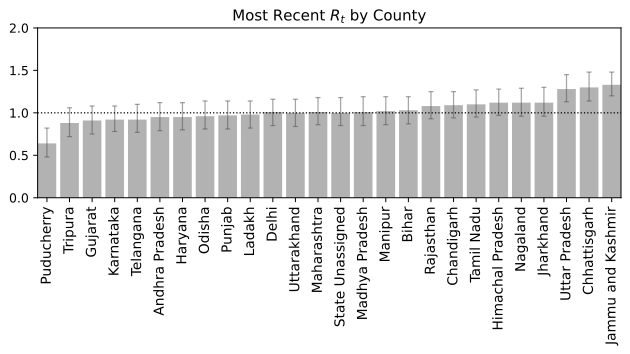 Most Recent R_t by County
2.0
1.5
1.0
0.5
0.0
Puducherry
Tripura
Gujarat
Karnataka
Telangana
Andhra Pradesh
Haryana
Odisha
Punjab
Ladakh
Delhi
Uttarakhand
Maharashtra
State Unassigned
Madhya Pradesh
Manipur
Bihar
Rajasthan
Chandigarh
Tamil Nadu
Himachal Pradesh
Nagaland
Jharkhand
Uttar Pradesh
Chhattisgarh
Jammu and Kashmir